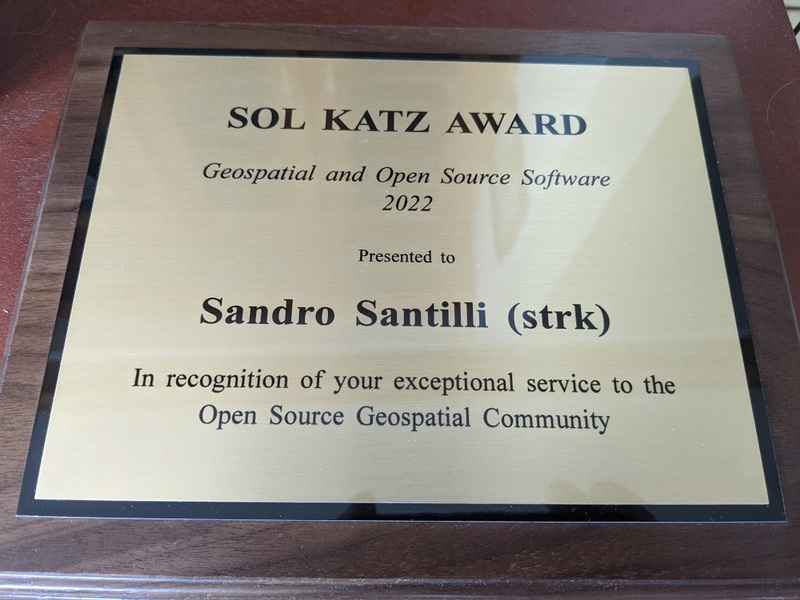 SOL KATZ AWARD
Geospatial and Open Source Software
2022
Presented to
Sandro Santilli (strk)
In recognition of your exceptional service to the
Open Source Geospatial Community